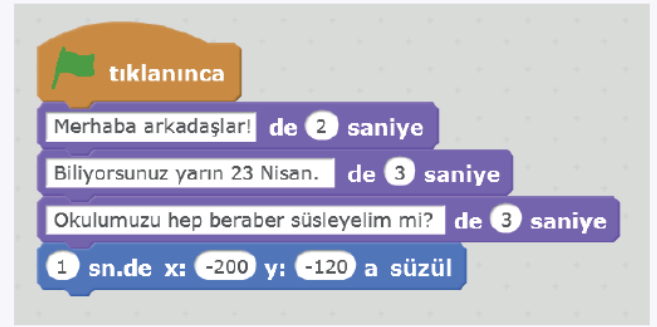 tıklanınca
Merhaba arkadaşlar! de 2 saniye
Biliyorsunuz yarın 23 Nisan. de 3 saniye
Okulumuzu hep beraber süsleyelim mi? de 3 saniye
1 sn.de x: -200 y: -120 a süzül